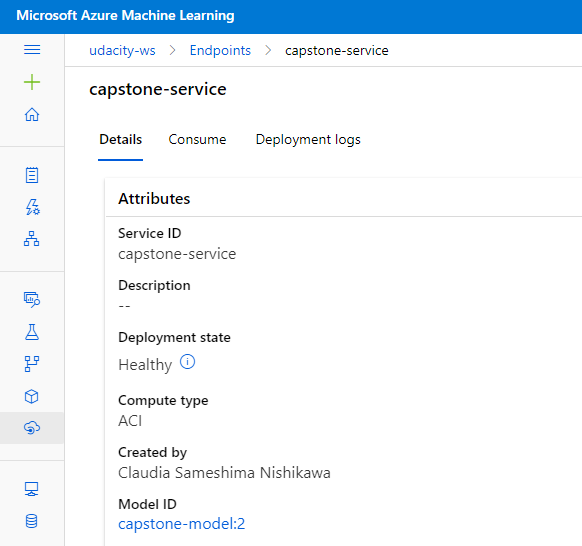 Microsoft Azure Machine Learning
udacity-ws > Endpoints > capstone-service
capstone-service
Details Consume Deployment logs
Attributes
Service ID
capstone-service
Description
--
Deployment state
Healthy
Compute type
ACI
Created by
Claudia Sameshima Nishikawa
Model ID
capstone-model:2